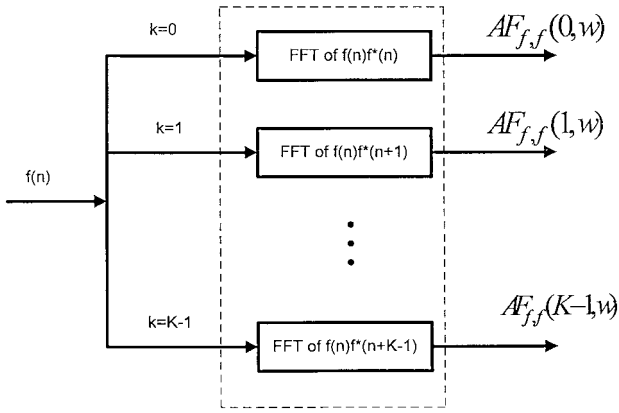 k=0
FFT of f(n)f*(n)
AF_{f,f}(0,w)
k=1
FFT of f(n)f*(n+1)
AF_{f,f}(1,w)
f(n)
k=K-1
FFT of f(n)f*(n+K-1)
AF_{f,f}(K-1,w)